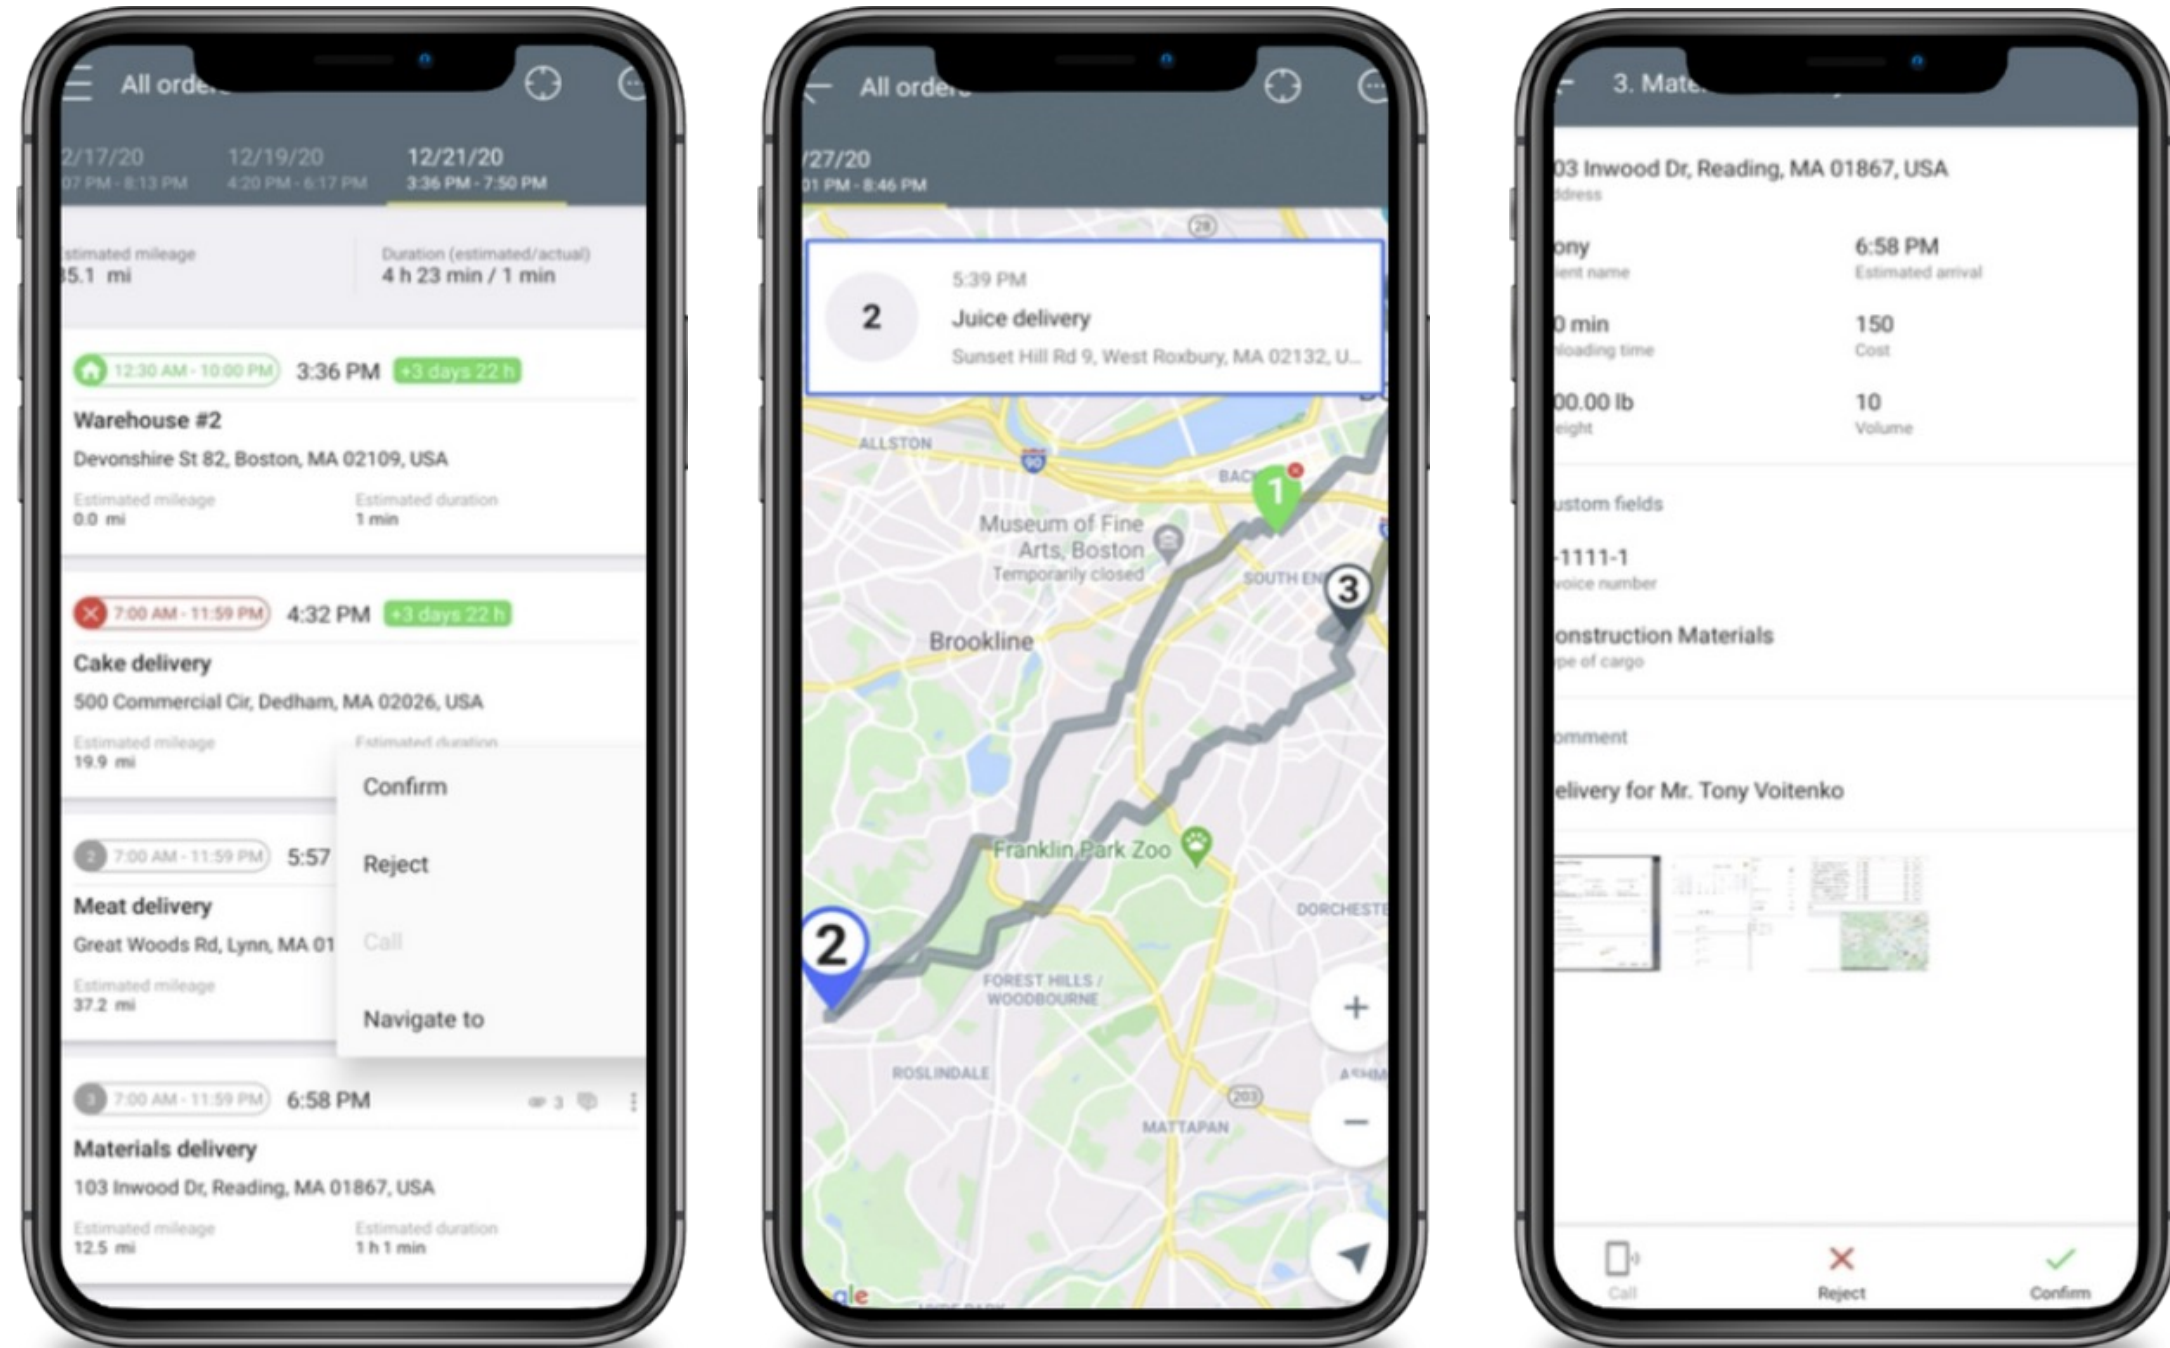 All orde
2/17/20 12/19/20 12/21/20
07 PM - 8:13 PM 4:20 PM - 6:17 PM 3:36 PM - 7:50 PM
stimated mileage Duration (estimated/actual)
35.1 mi 4 h 23 min / 1 min
12:30 AM - 10:00 PM 3:36 PM +3 days 22 h
Warehouse #2
Devonshire St 82, Boston, MA 02109, USA
Estimated mileage Estimated duration
0.0 mi 1 min
7:00 AM - 11:59 PM 4:32 PM +3 days 22 h
Cake delivery
500 Commercial Cir, Dedham, MA 02026, USA
Estimated mileage Estimated duration
19.9 mi
Confirm
Reject
Call
Navigate to
2 7:00 AM - 11:59 PM 5:57
Meat delivery
Great Woods Rd, Lynn, MA 01
Estimated mileage
37.2 mi
3 7:00 AM - 11:59 PM 6:58 PM 3
Materials delivery
103 Inwood Dr, Reading, MA 01867, USA
Estimated mileage Estimated duration
12.5 mi 1 h 1 min
All orders
/27/20
01 PM - 8:46 PM
28
5:39 PM
2 Juice delivery
Sunset Hill Rd 9, West Roxbury, MA 02132, U...
ALLSTON
90
BAC
1
Museum of Fine
Arts, Boston
Temporarily closed
SOUTH EN
3
Brookline
Franklin Park Zoo
DORCHESTE
2
FOREST HILLS /
WOODBOURNE
+
ROSLINDALE
ASHM
203
MATTAPAN
−
gle
3. Mate
03 Inwood Dr, Reading, MA 01867, USA
ddress
ony 6:58 PM
ient name Estimated arrival
0 min 150
nloading time Cost
00.00 lb 10
eight Volume
ustom fields
-1111-1
voice number
onstruction Materials
ype of cargo
omment
elivery for Mr. Tony Voitenko
Call Reject Confirm